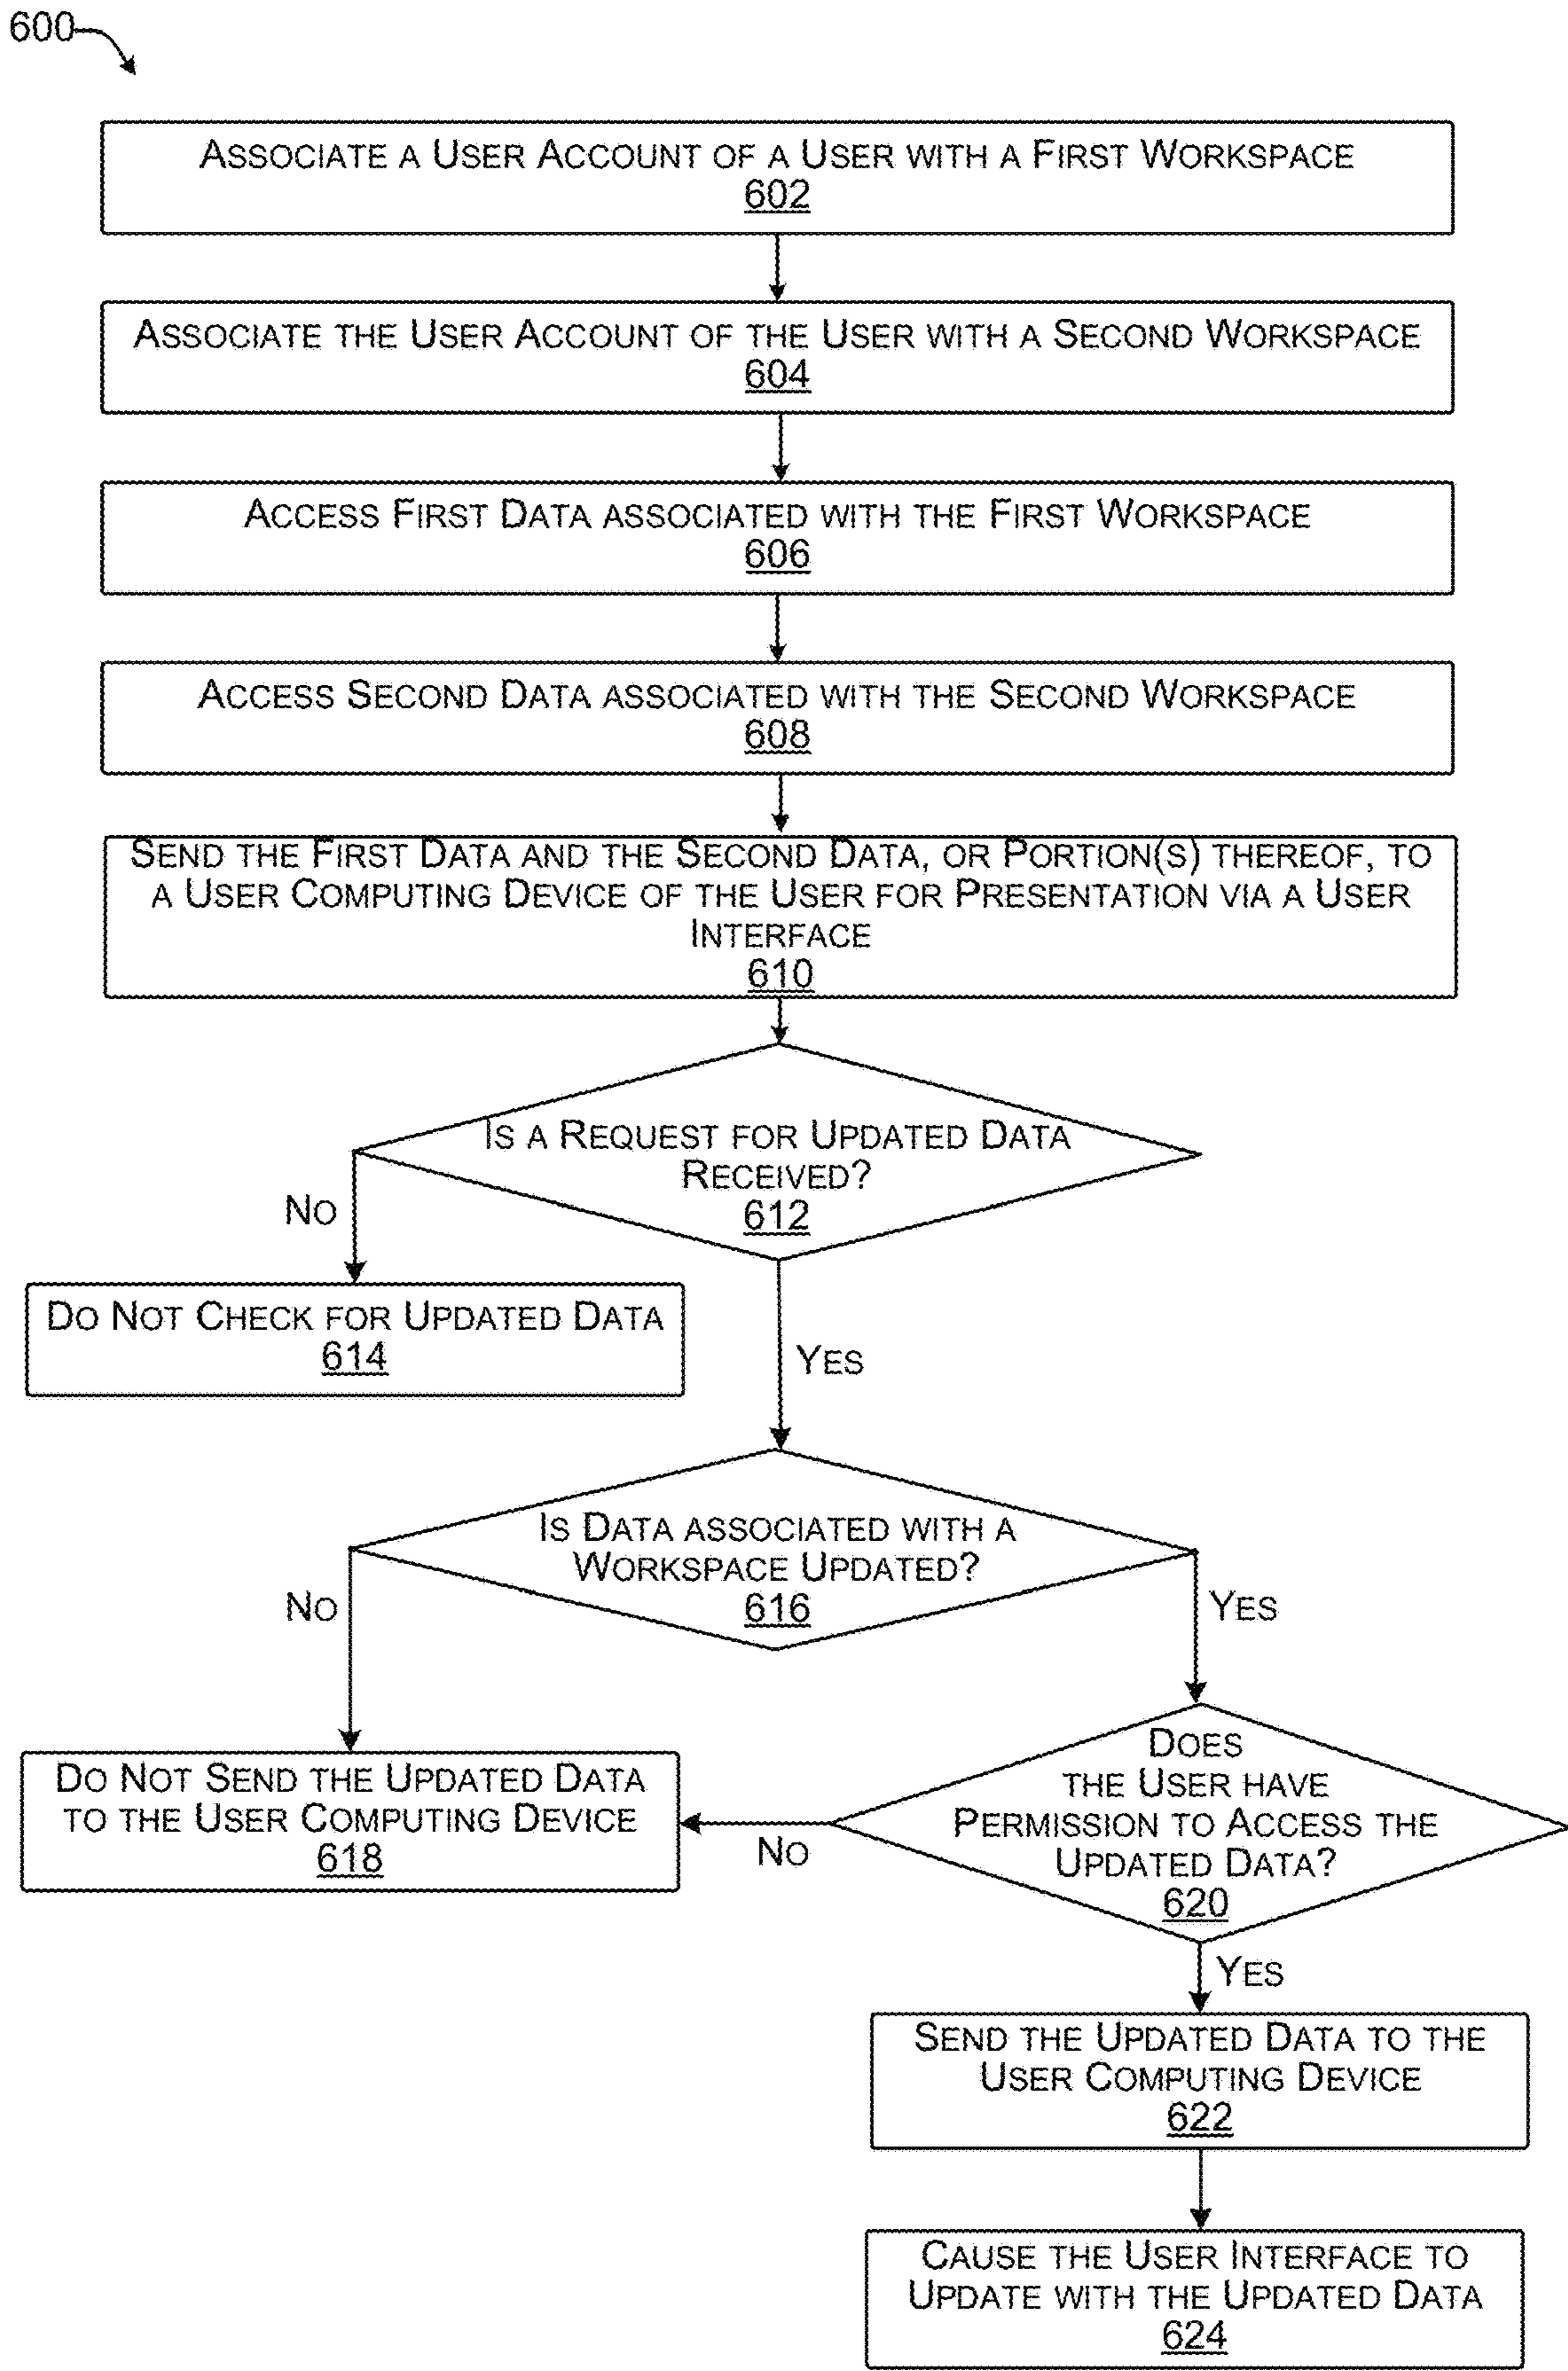 600
ASSOCIATE A USER ACCOUNT OF A USER WITH A FIRST WORKSPACE
602
ASSOCIATE THE USER ACCOUNT OF THE USER WITH A SECOND WORKSPACE
604
ACCESS FIRST DATA ASSOCIATED WITH THE FIRST WORKSPACE
606
ACCESS SECOND DATA ASSOCIATED WITH THE SECOND WORKSPACE
608
SEND THE FIRST DATA AND THE SECOND DATA, OR PORTION(S) THEREOF, TO
A USER COMPUTING DEVICE OF THE USER FOR PRESENTATION VIA A USER
INTERFACE
610
IS A REQUEST FOR UPDATED DATA
RECEIVED?
612
NO
DO NOT CHECK FOR UPDATED DATA
614
YES
IS DATA ASSOCIATED WITH A
WORKSPACE UPDATED?
616
NO
YES
DO NOT SEND THE UPDATED DATA
TO THE USER COMPUTING DEVICE
618
NO
DOES
THE USER HAVE
PERMISSION TO ACCESS THE
UPDATED DATA?
620
YES
SEND THE UPDATED DATA TO THE
USER COMPUTING DEVICE
622
CAUSE THE USER INTERFACE TO
UPDATE WITH THE UPDATED DATA
624